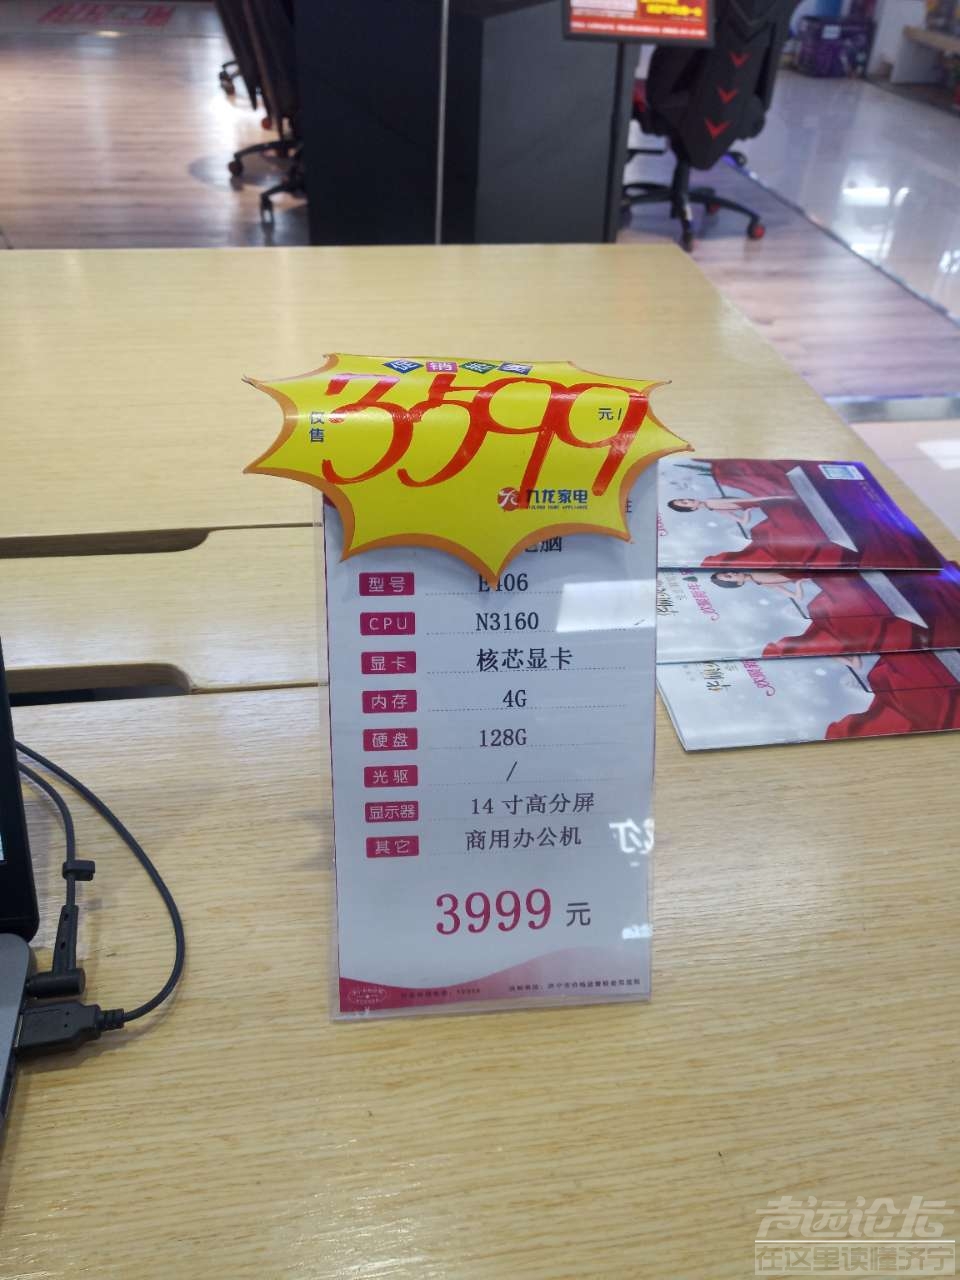 促销
仅售
3599
元/
九龙家电
电脑
型号 E406
CPU N3160
显卡 核芯显卡
内存 4G
硬盘 128G
光驱 /
显示器 14寸高分屏
其它 商用办公机
3999 元
声远论坛
在这里读懂济宁